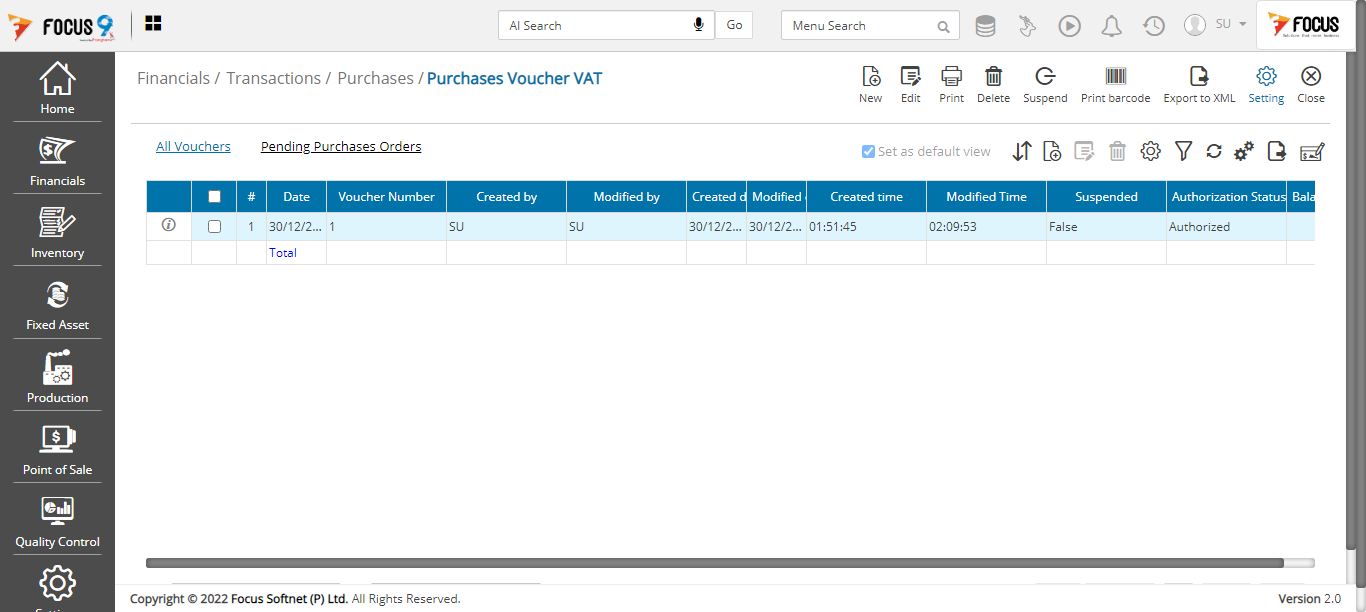 FOCUS 9
AI Search
Go
Menu Search
SU
FOCUS
Home
Financials
Inventory
Fixed Asset
Production
Point of Sale
Quality Control
Financials / Transactions / Purchases / Purchases Voucher VAT
New
Edit
Print
Delete
Suspend
Print barcode
Export to XML
Setting
Close
All Vouchers
Pending Purchases Orders
Set as default view
# Date Voucher Number Created by Modified by Created d Modified Created time Modified Time Suspended Authorization Status Bala
1 30/12/2... 1 SU SU 30/12/2... 30/12/2... 01:51:45 02:09:53 False Authorized
Total
Copyright © 2022 Focus Softnet (P) Ltd. All Rights Reserved.
Version 2.0